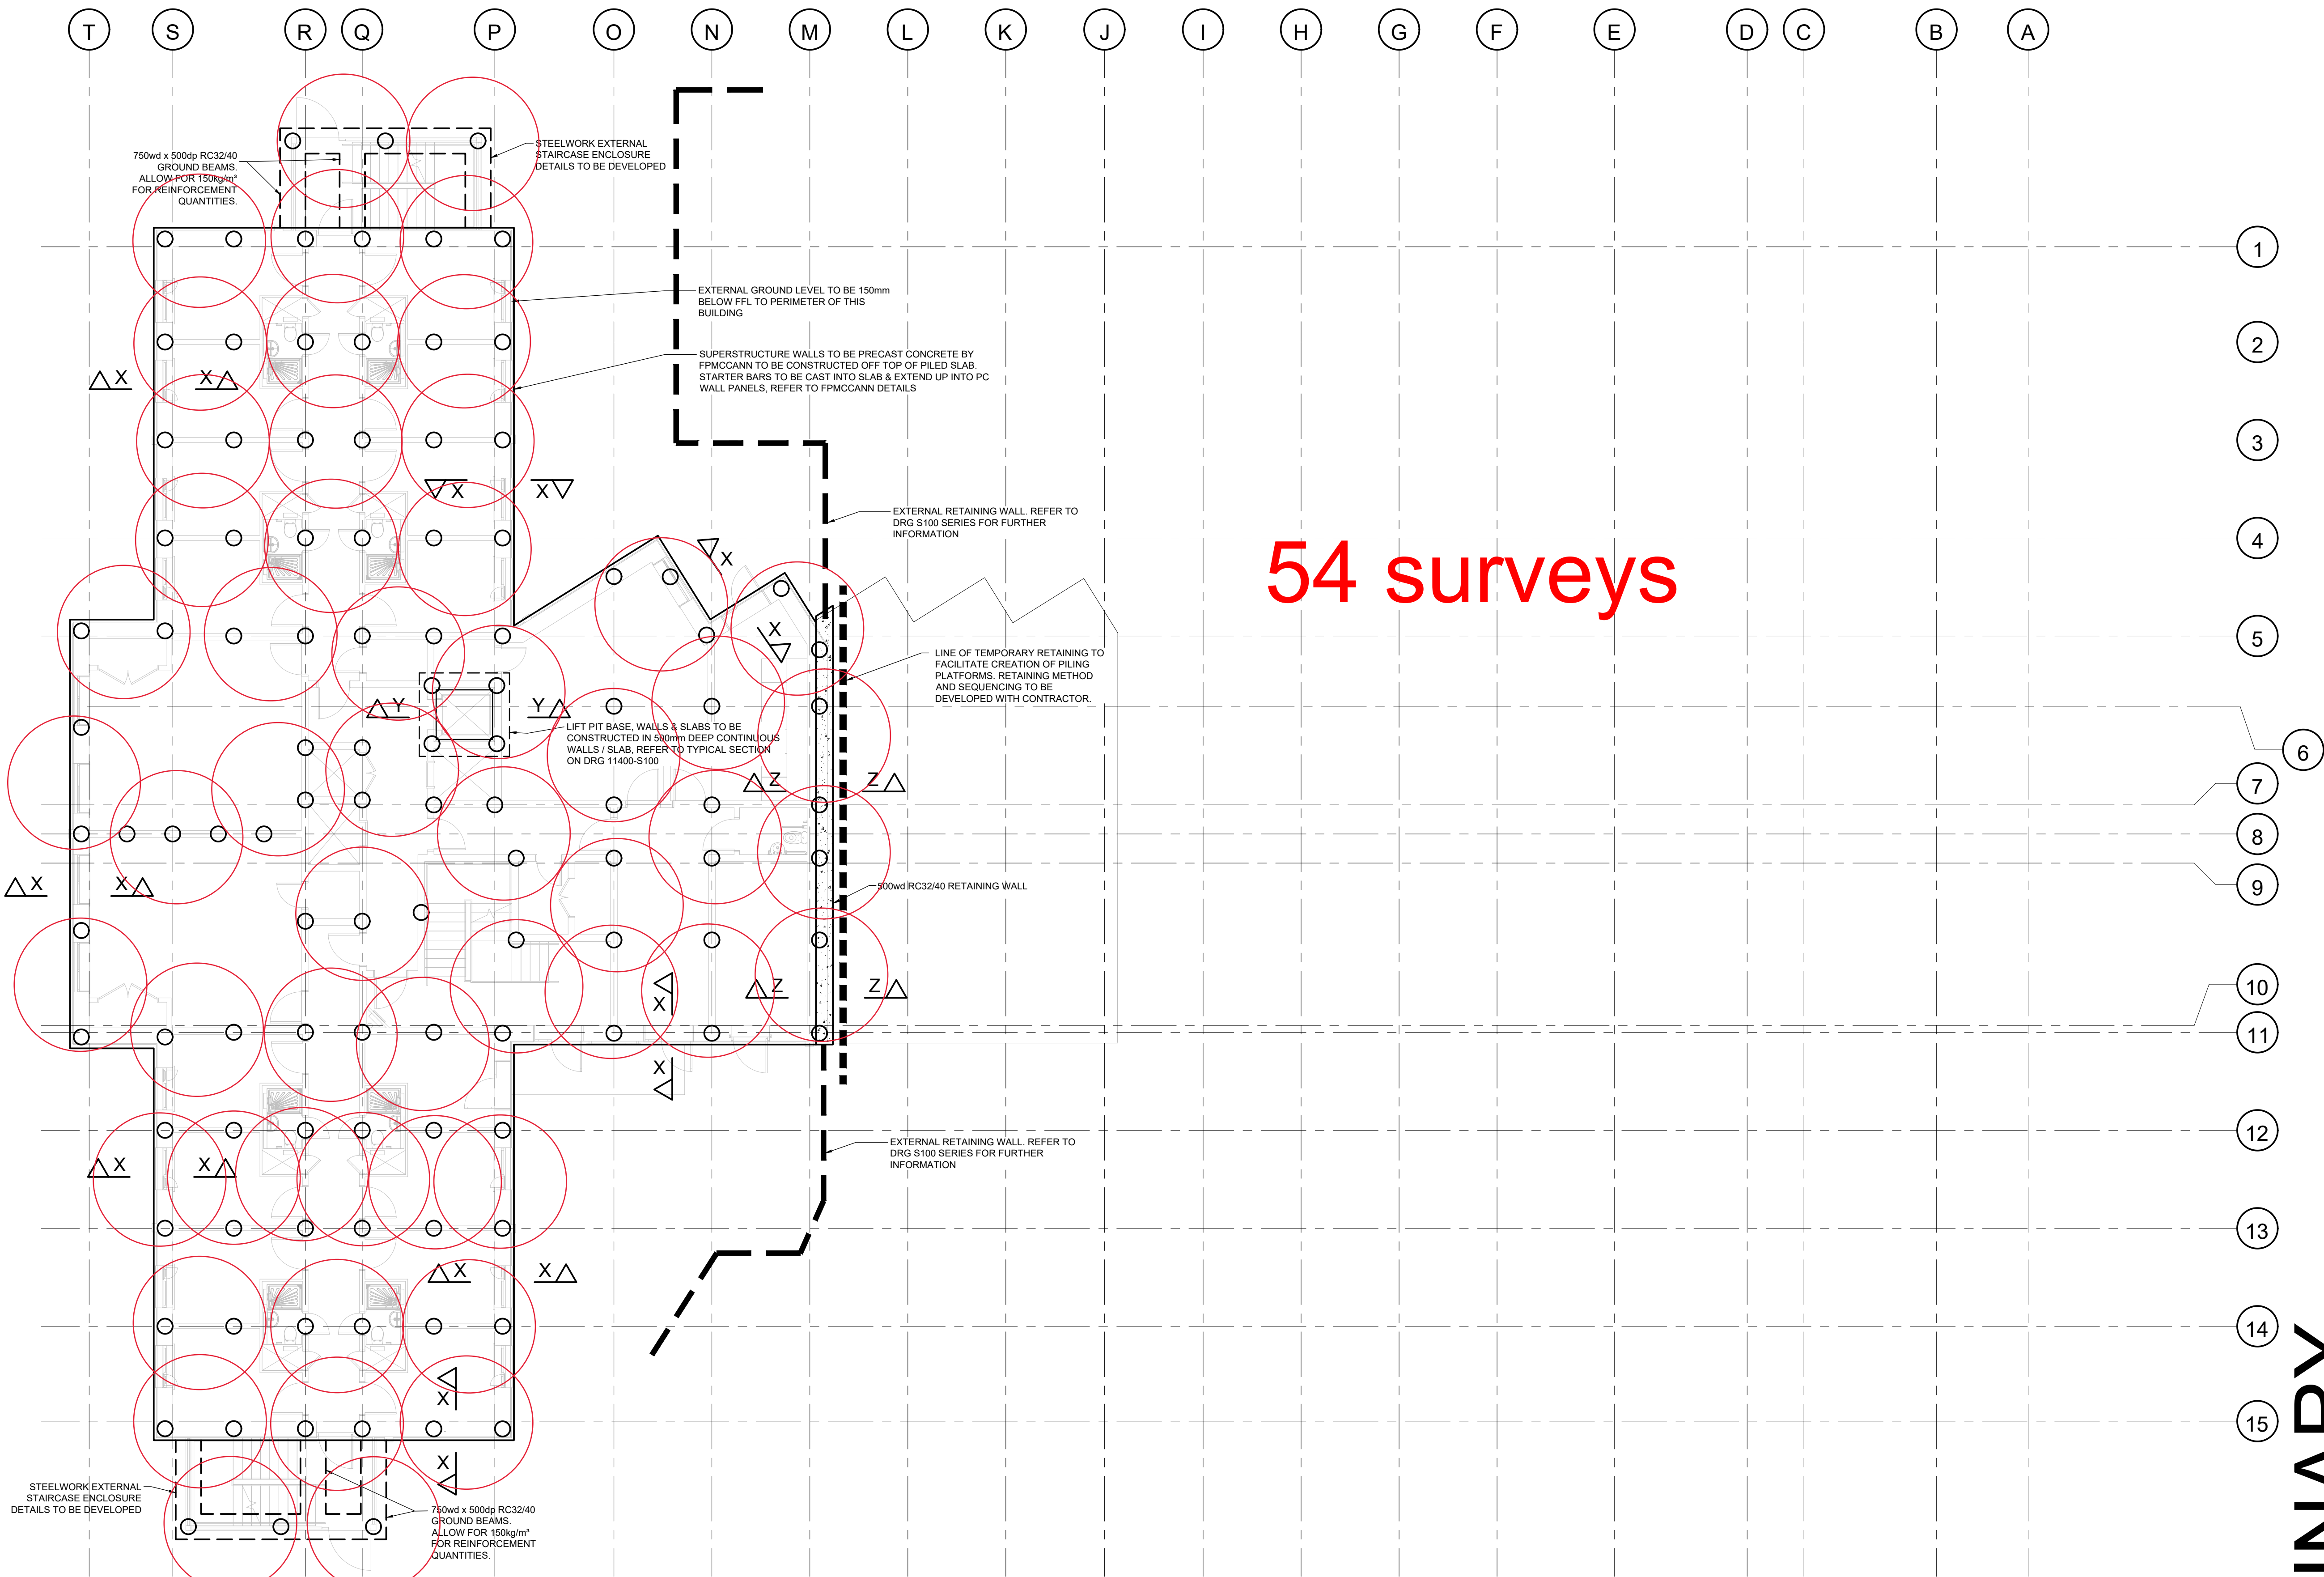 T S R Q P O N M L K J I H G F E D C B A
750wd x 500dp RC32/40
GROUND BEAMS.
ALLOW FOR 150kg/m³
FOR REINFORCEMENT
QUANTITIES.
STEELWORK EXTERNAL
STAIRCASE ENCLOSURE
DETAILS TO BE DEVELOPED
1
EXTERNAL GROUND LEVEL TO BE 150mm
BELOW FFL TO PERIMETER OF THIS
BUILDING
2
SUPERSTRUCTURE WALLS TO BE PRECAST CONCRETE BY
FPMCCANN TO BE CONSTRUCTED OFF TOP OF PILED SLAB.
STARTER BARS TO BE CAST INTO SLAB & EXTEND UP INTO PC
WALL PANELS, REFER TO FPMCCANN DETAILS
X X
3
X X
EXTERNAL RETAINING WALL. REFER TO
DRG S100 SERIES FOR FURTHER
INFORMATION
4
X
54 surveys
X
5
LINE OF TEMPORARY RETAINING TO
FACILITATE CREATION OF PILING
PLATFORMS. RETAINING METHOD
AND SEQUENCING TO BE
DEVELOPED WITH CONTRACTOR.
Y Y
LIFT PIT BASE, WALLS & SLABS TO BE
CONSTRUCTED IN 500mm DEEP CONTINUOUS
WALLS / SLAB, REFER TO TYPICAL SECTION
ON DRG 11400-S100
6
Z Z
7
8
X X
500wd RC32/40 RETAINING WALL
9
Z Z
10
X
11
X
12
EXTERNAL RETAINING WALL. REFER TO
DRG S100 SERIES FOR FURTHER
INFORMATION
X X
13
X X
14
X
15
X
STEELWORK EXTERNAL
STAIRCASE ENCLOSURE
DETAILS TO BE DEVELOPED
750wd x 500dp RC32/40
GROUND BEAMS.
ALLOW FOR 150kg/m³
FOR REINFORCEMENT
QUANTITIES.
INARY